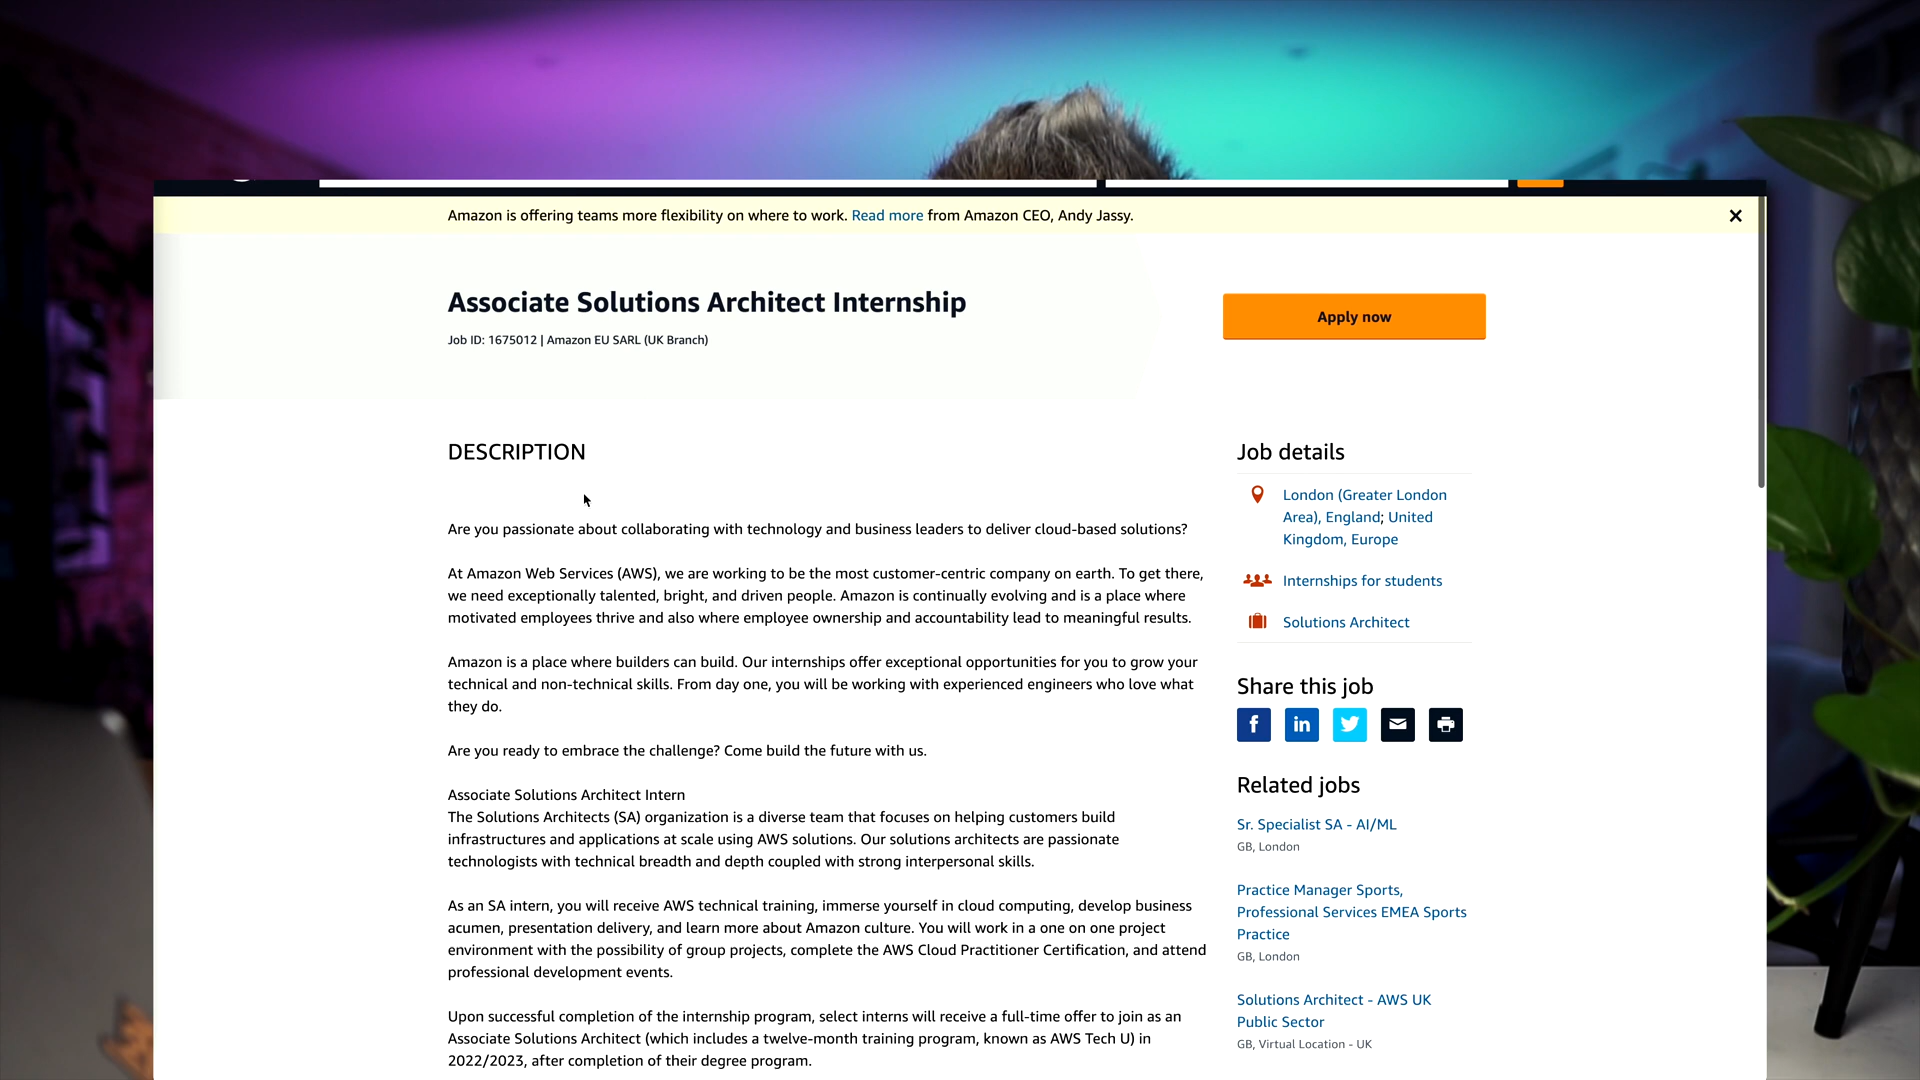 Amazon is offering teams more flexibility on where to work. Read more from Amazon CEO, Andy Jassy.
Associate Solutions Architect Internship
Job ID: 1675012 | Amazon EU SARL (UK Branch)
Apply now
DESCRIPTION
Are you passionate about collaborating with technology and business leaders to deliver cloud-based solutions?
At Amazon Web Services (AWS), we are working to be the most customer-centric company on earth. To get there,
we need exceptionally talented, bright, and driven people. Amazon is continually evolving and is a place where
motivated employees thrive and also where employee ownership and accountability lead to meaningful results.
Amazon is a place where builders can build. Our internships offer exceptional opportunities for you to grow your
technical and non-technical skills. From day one, you will be working with experienced engineers who love what
they do.
Are you ready to embrace the challenge? Come build the future with us.
Associate Solutions Architect Intern
The Solutions Architects (SA) organization is a diverse team that focuses on helping customers build
infrastructures and applications at scale using AWS solutions. Our solutions architects are passionate
technologists with technical breadth and depth coupled with strong interpersonal skills.
As an SA intern, you will receive AWS technical training, immerse yourself in cloud computing, develop business
acumen, presentation delivery, and learn more about Amazon culture. You will work in a one on one project
environment with the possibility of group projects, complete the AWS Cloud Practitioner Certification, and attend
professional development events.
Upon successful completion of the internship program, select interns will receive a full-time offer to join as an
Associate Solutions Architect (which includes a twelve-month training program, known as AWS Tech U) in
2022/2023, after completion of their degree program.
Job details
London (Greater London
Area), England; United
Kingdom, Europe
Internships for students
Solutions Architect
Share this job
Related jobs
Sr. Specialist SA - AI/ML
GB, London
Practice Manager Sports,
Professional Services EMEA Sports
Practice
GB, London
Solutions Architect - AWS UK
Public Sector
GB, Virtual Location - UK